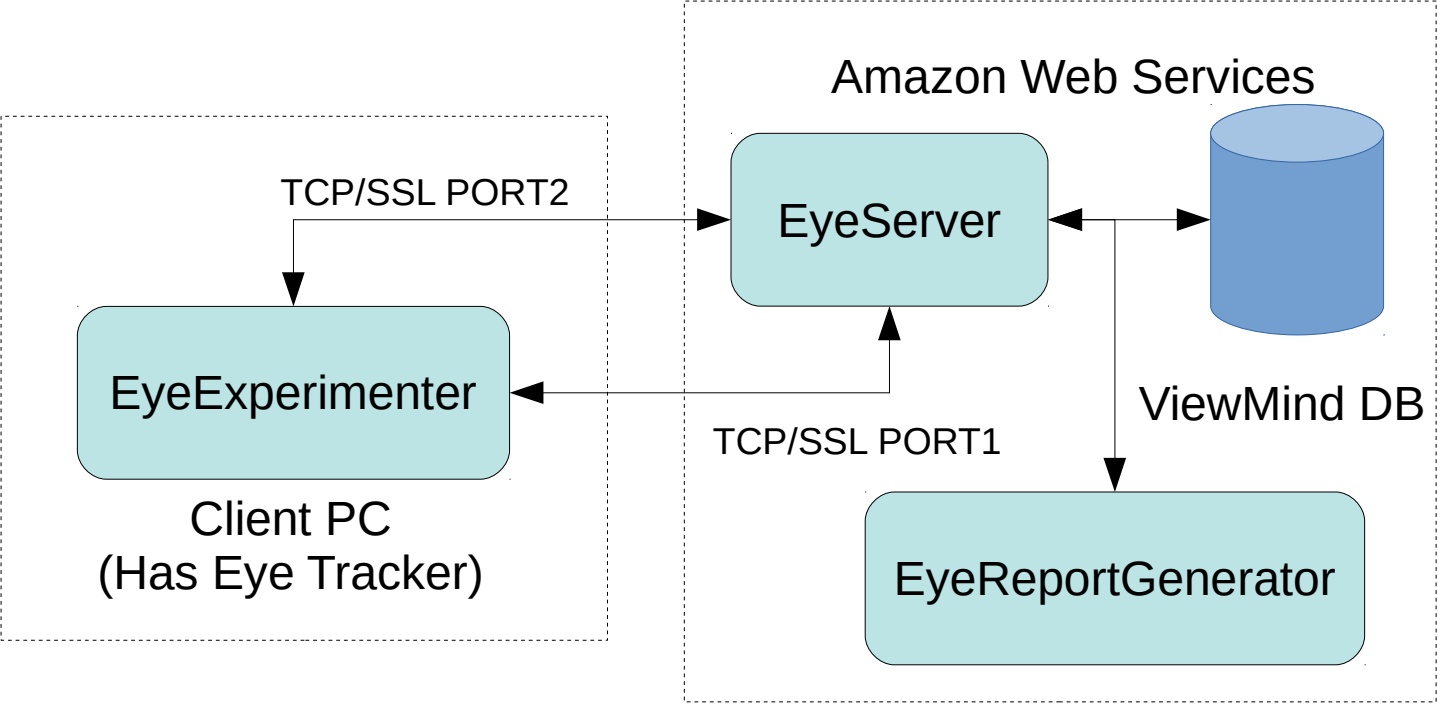 Amazon Web Services
TCP/SSL PORT2
EyeServer
EyeExperimenter
ViewMind DB
TCP/SSL PORT1
Client PC
(Has Eye Tracker)
EyeReportGenerator